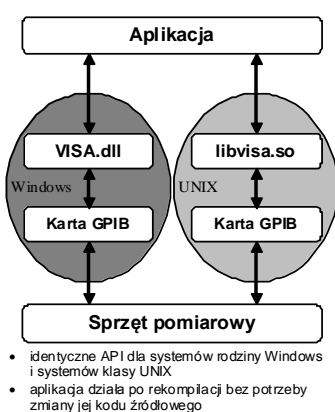 Aplikacja
VISA.dll libvisa.so
Windows UNIX
Karta GPIB Karta GPIB
Sprzęt pomiarowy
• identyczne API dla systemów rodziny Windows
i systemów klasy UNIX
• aplikacja działa po rekompilacji bez potrzeby
zmiany jej kodu źródłowego